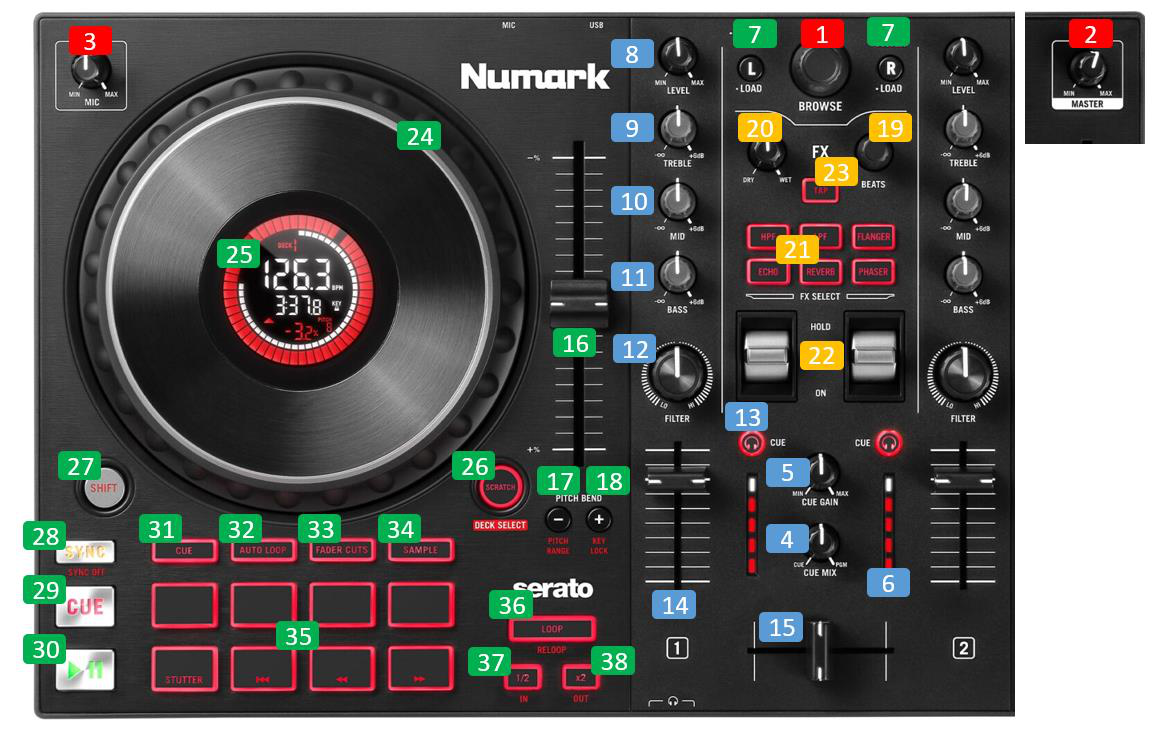 MIC
USB
3
MIN MAX
MIC
Numark
24
25
DECK 1
126.3 BPM
337.8 KEY
PITCH
8
-3.2%
-%
16
+%
27
SHIFT
26
SCRATCH
DECK SELECT
17 18
PITCH BEND
− +
PITCH RANGE
KEY LOCK
28
SYNC
SYNC OFF
29
CUE
30
31 32 33 34
CUE AUTO LOOP FADER CUTS SAMPLE
35
STUTTER
serato
36
LOOP
RELOOP
37 38
1/2 x2
IN OUT
8
MIN MAX
LEVEL
9
-∞ +6dB
TREBLE
10
-∞ +6dB
MID
11
-∞ +6dB
BASS
12
LO HI
FILTER
14
1
7 1 7
L R
LOAD LOAD
BROWSE
20 19
FX
DRY WET
BEATS
23
TAP
HPF LPF FLANGER
21
ECHO REVERB PHASER
FX SELECT
HOLD
22
ON
13
CUE CUE
5
MIN MAX
CUE GAIN
4
CUE PGM
CUE MIX
6
15
MIN MAX
LEVEL
-∞ +6dB
TREBLE
-∞ +6dB
MID
-∞ +6dB
BASS
LO HI
FILTER
2
2
MIN MAX
MASTER